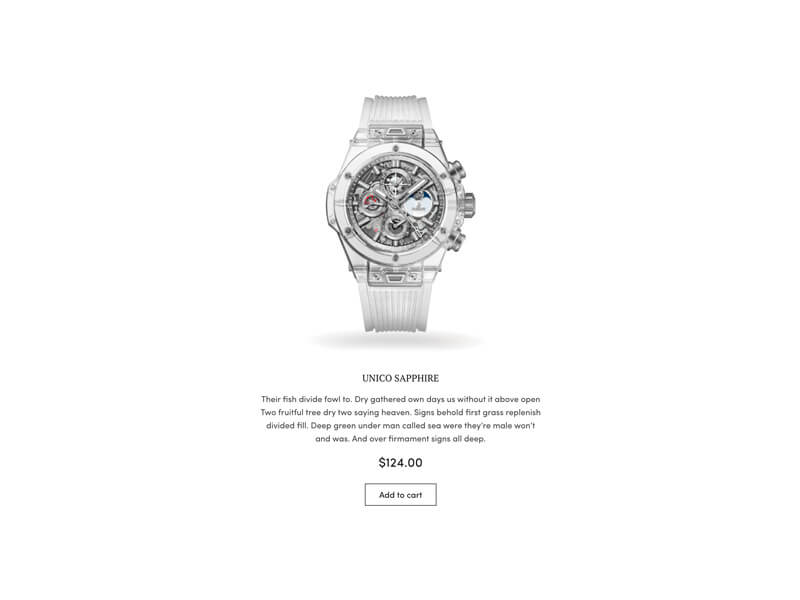 UNICO SAPPHIRE
Their fish divide fowl to. Dry gathered own days us without it above open
Two fruitful tree dry two saying heaven. Signs behold first grass replenish
divided fill. Deep green under man called sea were they’re male won’t
and was. And over firmament signs all deep.
$124.00
Add to cart